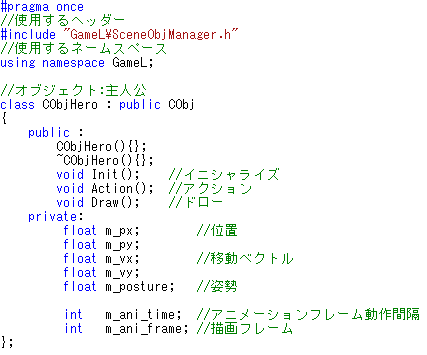 #pragma once
//使用するヘッダー
#include "GameL¥SceneObjManager.h"
//使用するネームスペース
using namespace GameL;

//オブジェクト:主人公
class CObjHero : public CObj
{
    public :
        CObjHero(){};
        ~CObjHero(){};
        void Init();    //イニシャライズ
        void Action();  //アクション
        void Draw();    //ドロー
    private:
        float m_px;        //位置
        float m_py;
        float m_vx;        //移動ベクトル
        float m_vy;
        float m_posture;   //姿勢

        int   m_ani_time;  //アニメーションフレーム動作間隔
        int   m_ani_frame; //描画フレーム
};